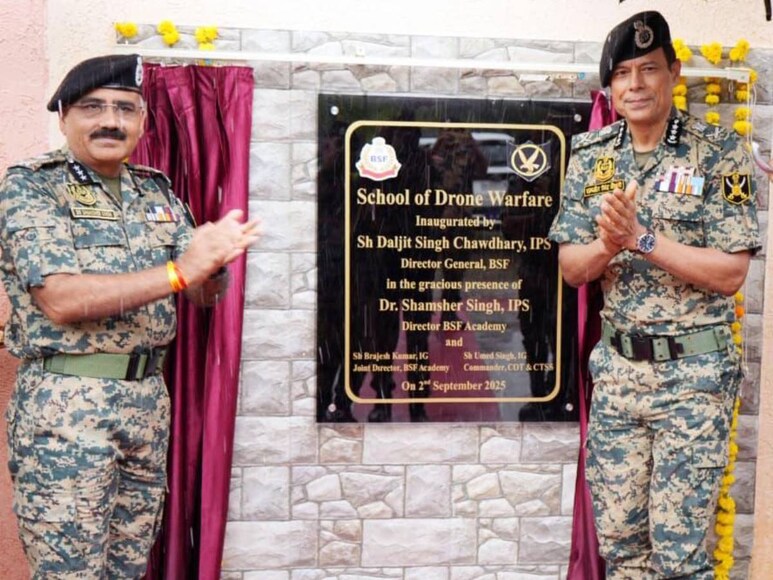 BSF
School of Drone Warfare
Inaugurated by
Sh Daljit Singh Chawdhary, IPS
Director General, BSF
in the gracious presence of
Dr. Shamsher Singh, IPS
Director BSF Academy
and
Sh Brajesh Kumar, IG Sh Umed Singh, IG
Joint Director, BSF Academy Commander, COT & CTSS
On 2nd September 2025